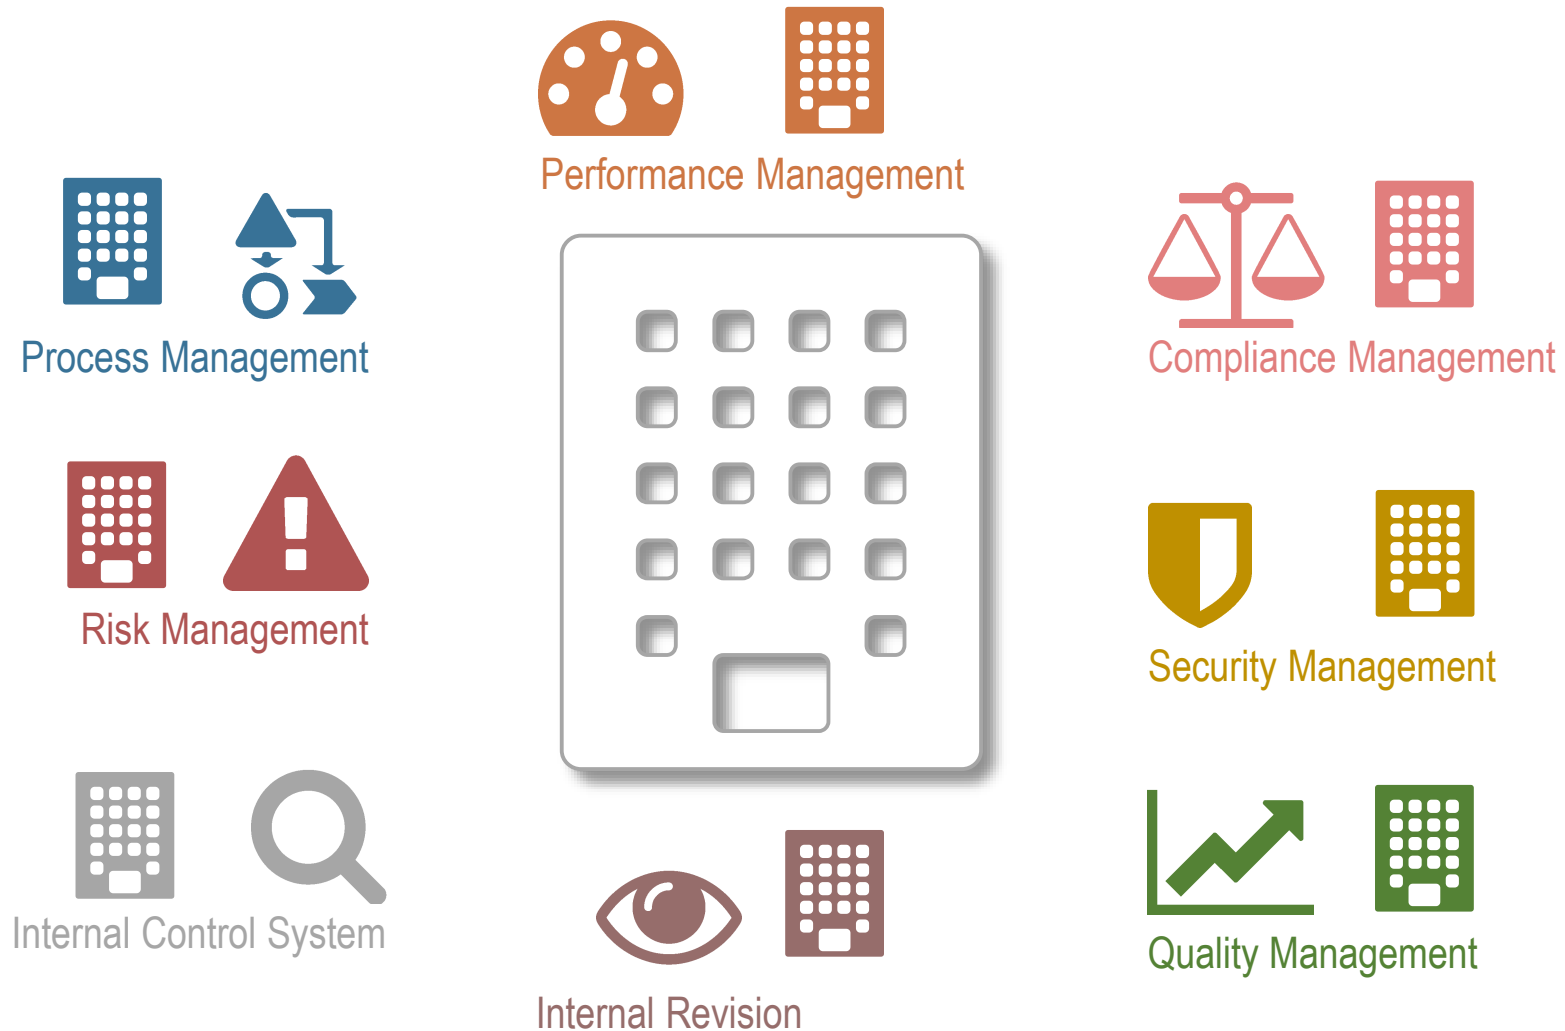 Performance Management
Process Management
Compliance Management
Risk Management
Security Management
Internal Control System
Quality Management
Internal Revision